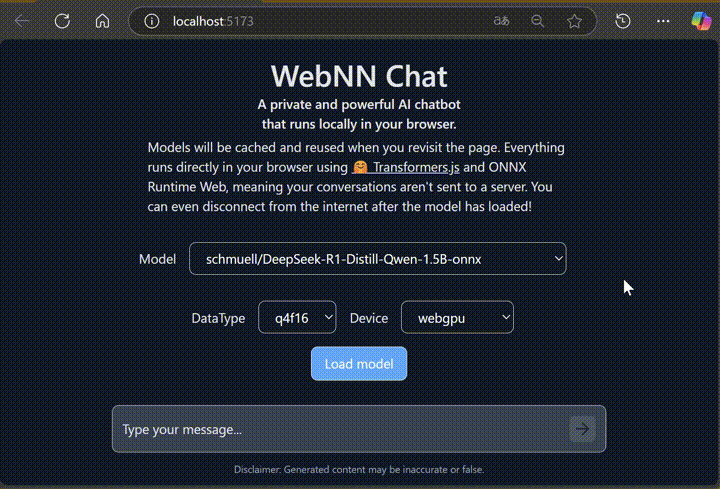 localhost:5173
aあ
WebNN Chat
A private and powerful AI chatbot
that runs locally in your browser.
Models will be cached and reused when you revisit the page. Everything
runs directly in your browser using 🤗 Transformers.js and ONNX
Runtime Web, meaning your conversations aren't sent to a server. You
can even disconnect from the internet after the model has loaded!
Model schmuell/DeepSeek-R1-Distill-Qwen-1.5B-onnx
DataType q4f16 Device webgpu
Load model
Type your message...
Disclaimer: Generated content may be inaccurate or false.